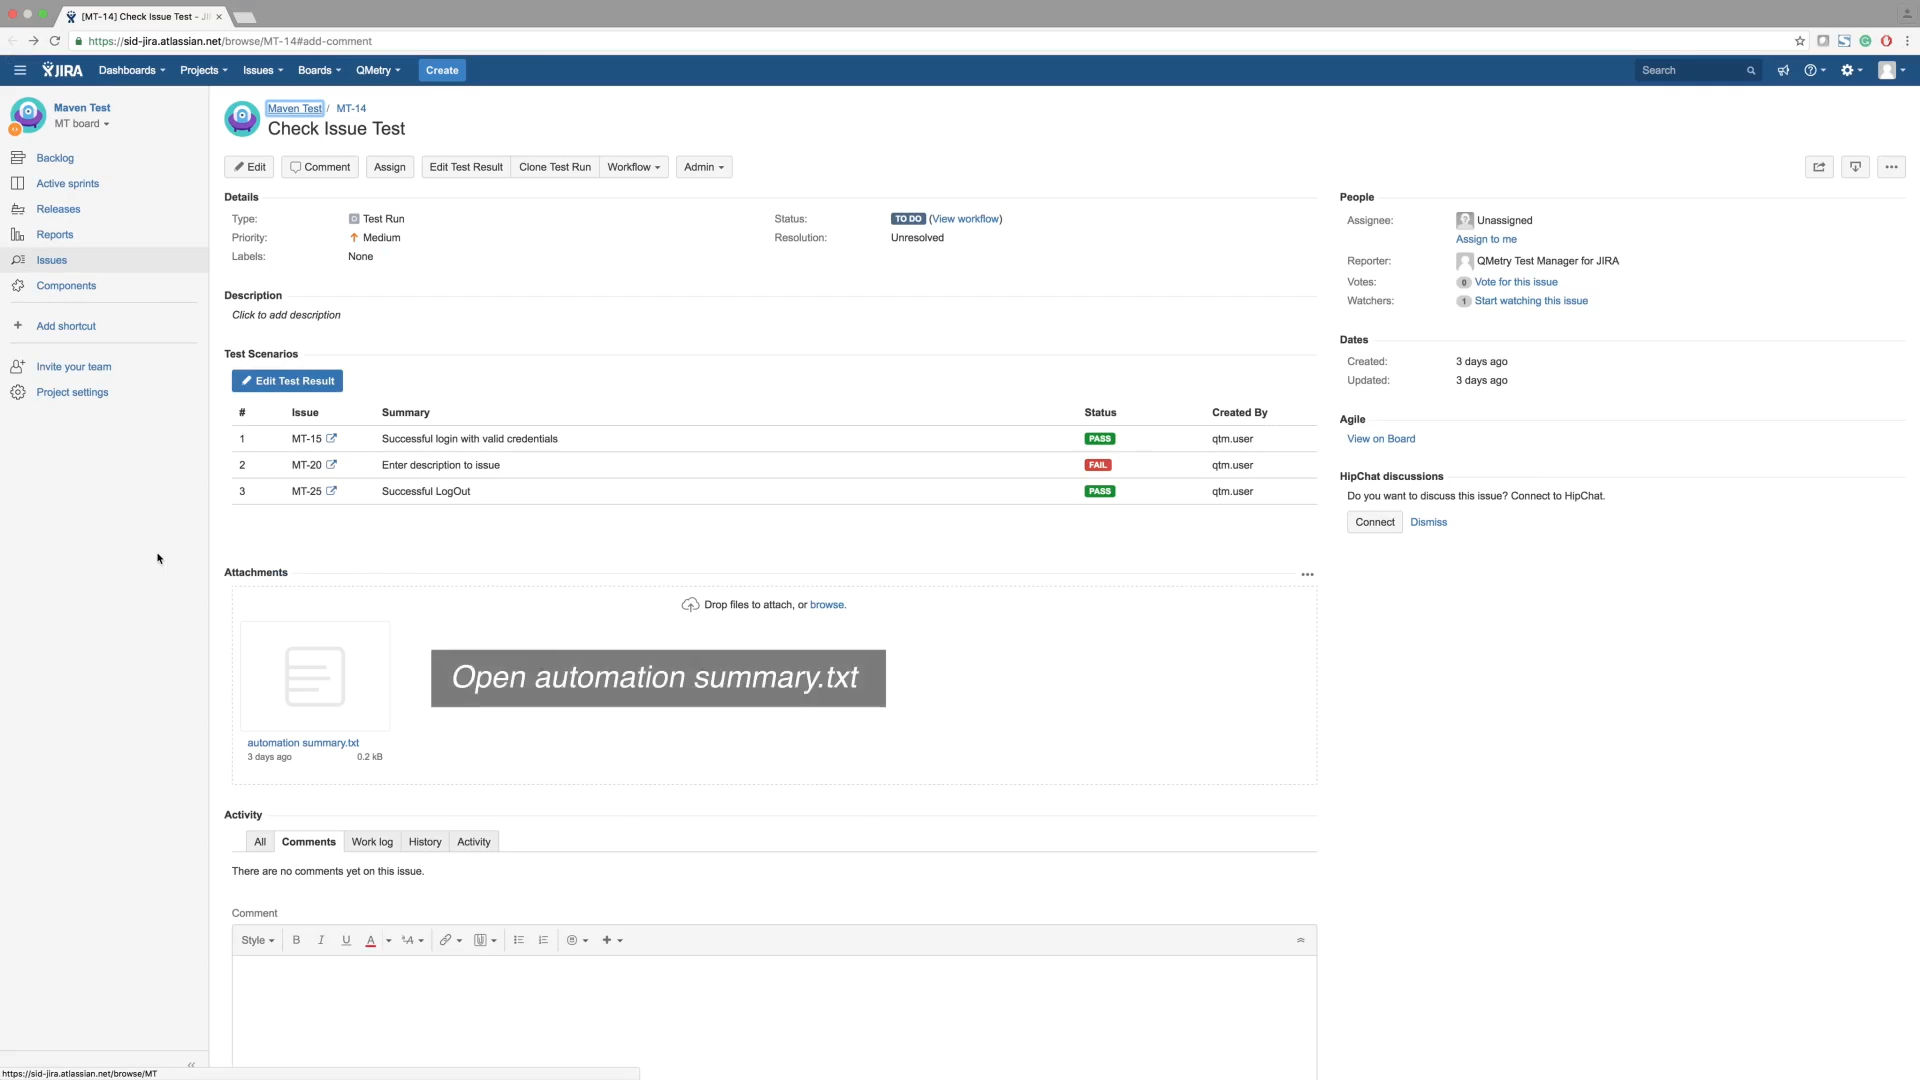 [MT-14] Check Issue Test - JI
https://sid-jira.atlassian.net/browse/MT-14#add-comment
JIRA Dashboards Projects Issues Boards QMetry Create Search
Maven Test
MT board
Backlog
Active sprints
Releases
Reports
Issues
Components
Add shortcut
Invite your team
Project settings
Maven Test / MT-14
Check Issue Test
Edit Comment Assign Edit Test Result Clone Test Run Workflow Admin
Details
Type: Test Run Status: TO DO (View workflow)
Priority: Medium Resolution: Unresolved
Labels: None
Description
Click to add description
Test Scenarios
Edit Test Result
# Issue Summary Status Created By
1 MT-15 Successful login with valid credentials PASS qtm.user
2 MT-20 Enter description to issue FAIL qtm.user
3 MT-25 Successful LogOut PASS qtm.user
Attachments
Drop files to attach, or browse.
Open automation summary.txt
automation summary.txt
3 days ago 0.2 kB
Activity
All Comments Work log History Activity
There are no comments yet on this issue.
Comment
Style B I U A ªA
People
Assignee: Unassigned
Assign to me
Reporter: QMetry Test Manager for JIRA
Votes: 0 Vote for this issue
Watchers: 1 Start watching this issue
Dates
Created: 3 days ago
Updated: 3 days ago
Agile
View on Board
HipChat discussions
Do you want to discuss this issue? Connect to HipChat.
Connect Dismiss
https://sid-jira.atlassian.net/browse/MT